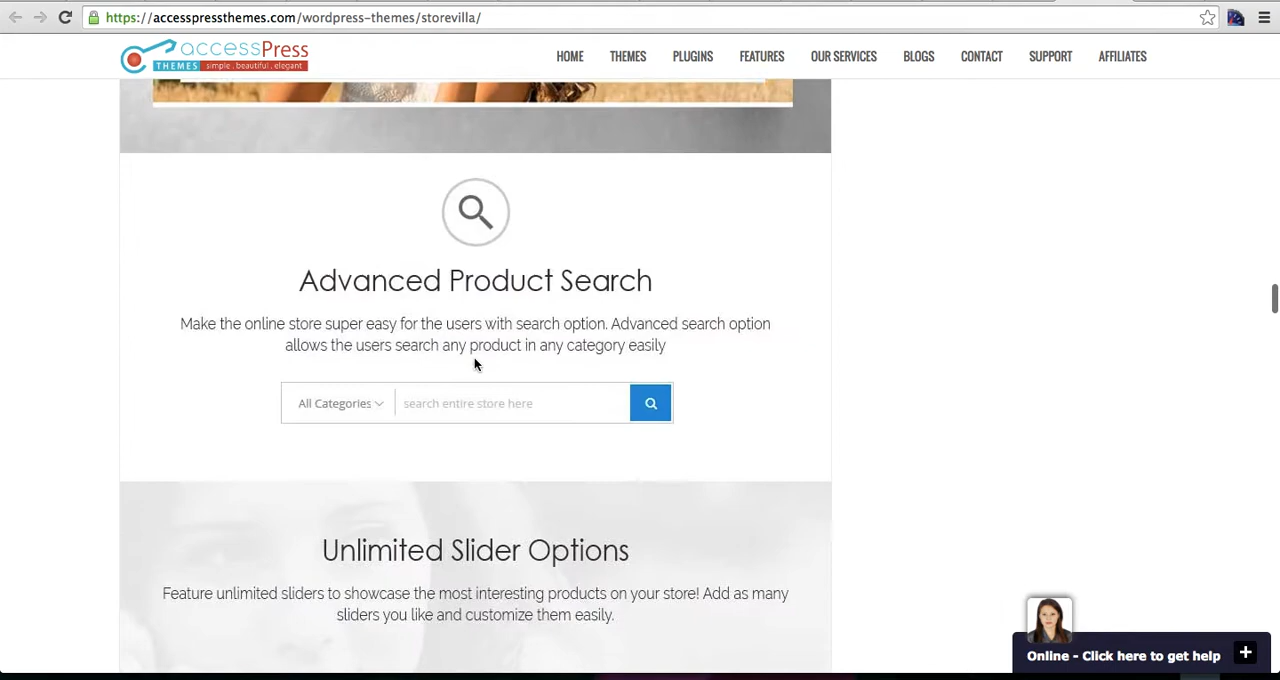 https://accesspressthemes.com/wordpress-themes/storevilla/
accessPress
THEMES simple . beautiful . elegant
HOME THEMES PLUGINS FEATURES OUR SERVICES BLOGS CONTACT SUPPORT AFFILIATES
Advanced Product Search
Make the online store super easy for the users with search option. Advanced search option
allows the users search any product in any category easily
All Categories search entire store here
Unlimited Slider Options
Feature unlimited sliders to showcase the most interesting products on your store! Add as many
sliders you like and customize them easily.
Online - Click here to get help +